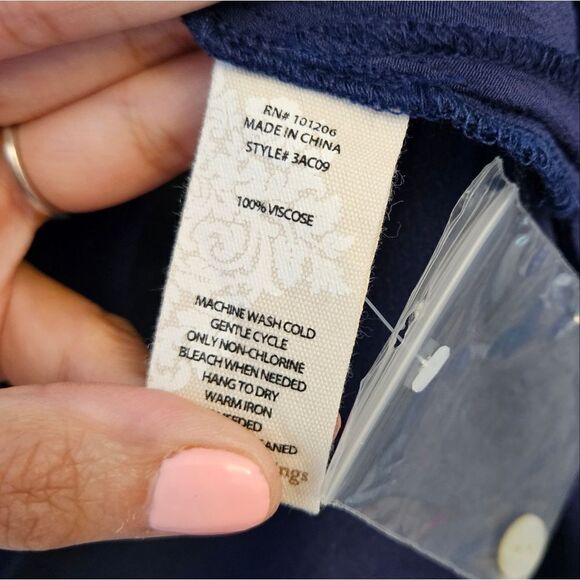 RN# 101206
MADE IN CHINA
STYLE# 3AC09
100% VISCOSE
MACHINE WASH COLD
GENTLE CYCLE
ONLY NON-CHLORINE
BLEACH WHEN NEEDED
HANG TO DRY
WARM IRON